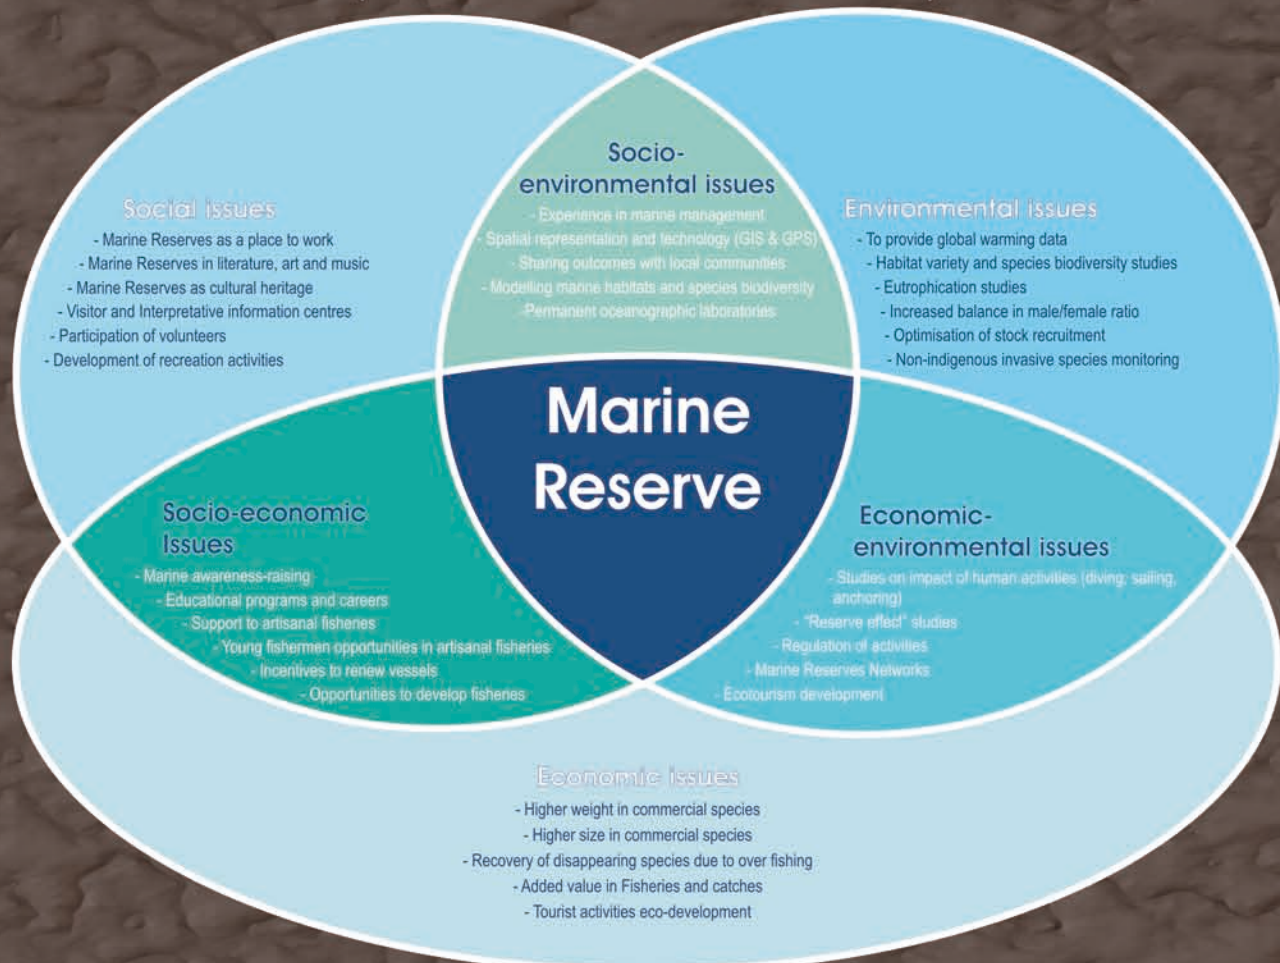 Socio-
environmental issues
- Experience in marine management
- Spatial representation and technology (GIS & GPS)
- Sharing outcomes with local communities
- Modelling marine habitats and species biodiversity
-Permanent oceanographic laboratories
Social issues
- Marine Reserves as a place to work
- Marine Reserves in literature, art and music
- Marine Reserves as cultural heritage
- Visitor and Interpretative information centres
- Participation of volunteers
- Development of recreation activities
Environmental issues
- To provide global warming data
- Habitat variety and species biodiversity studies
- Eutrophication studies
- Increased balance in male/female ratio
- Optimisation of stock recruitment
- Non-indigenous invasive species monitoring
Marine
Reserve
Socio-economic
Issues
- Marine awareness-raising
- Educational programs and careers
- Support to artisanal fisheries
- Young fishermen opportunities in artisanal fisheries
- Incentives to renew vessels
- Opportunities to develop fisheries
Economic-
environmental issues
- Studies on impact of human activities (diving, sailing,
anchoring)
- "Reserve effect" studies
- Regulation of activities
- Marine Reserves Networks
- Ecotourism development
Economic issues
- Higher weight in commercial species
- Higher size in commercial species
- Recovery of disappearing species due to over fishing
- Added value in Fisheries and catches
- Tourist activities eco-development